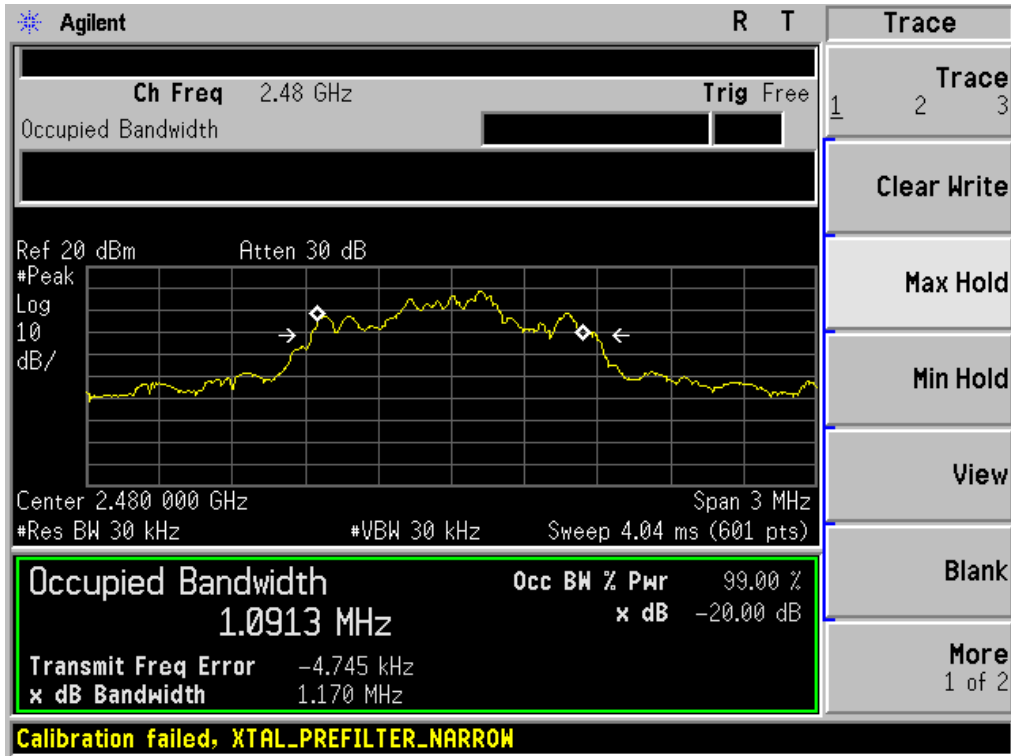 Agilent R T
Ch Freq 2.48 GHz Trig Free
Occupied Bandwidth
Ref 20 dBm Atten 30 dB
#Peak
Log
10
dB/
Center 2.480 000 GHz Span 3 MHz
#Res BW 30 kHz #VBW 30 kHz Sweep 4.04 ms (601 pts)
Occupied Bandwidth Occ BW % Pwr 99.00 %
1.0913 MHz x dB -20.00 dB
Transmit Freq Error -4.745 kHz
x dB Bandwidth 1.170 MHz
Calibration failed, XTAL_PREFILTER_NARROW
Trace
Trace
1 2 3
Clear Write
Max Hold
Min Hold
View
Blank
More
1 of 2